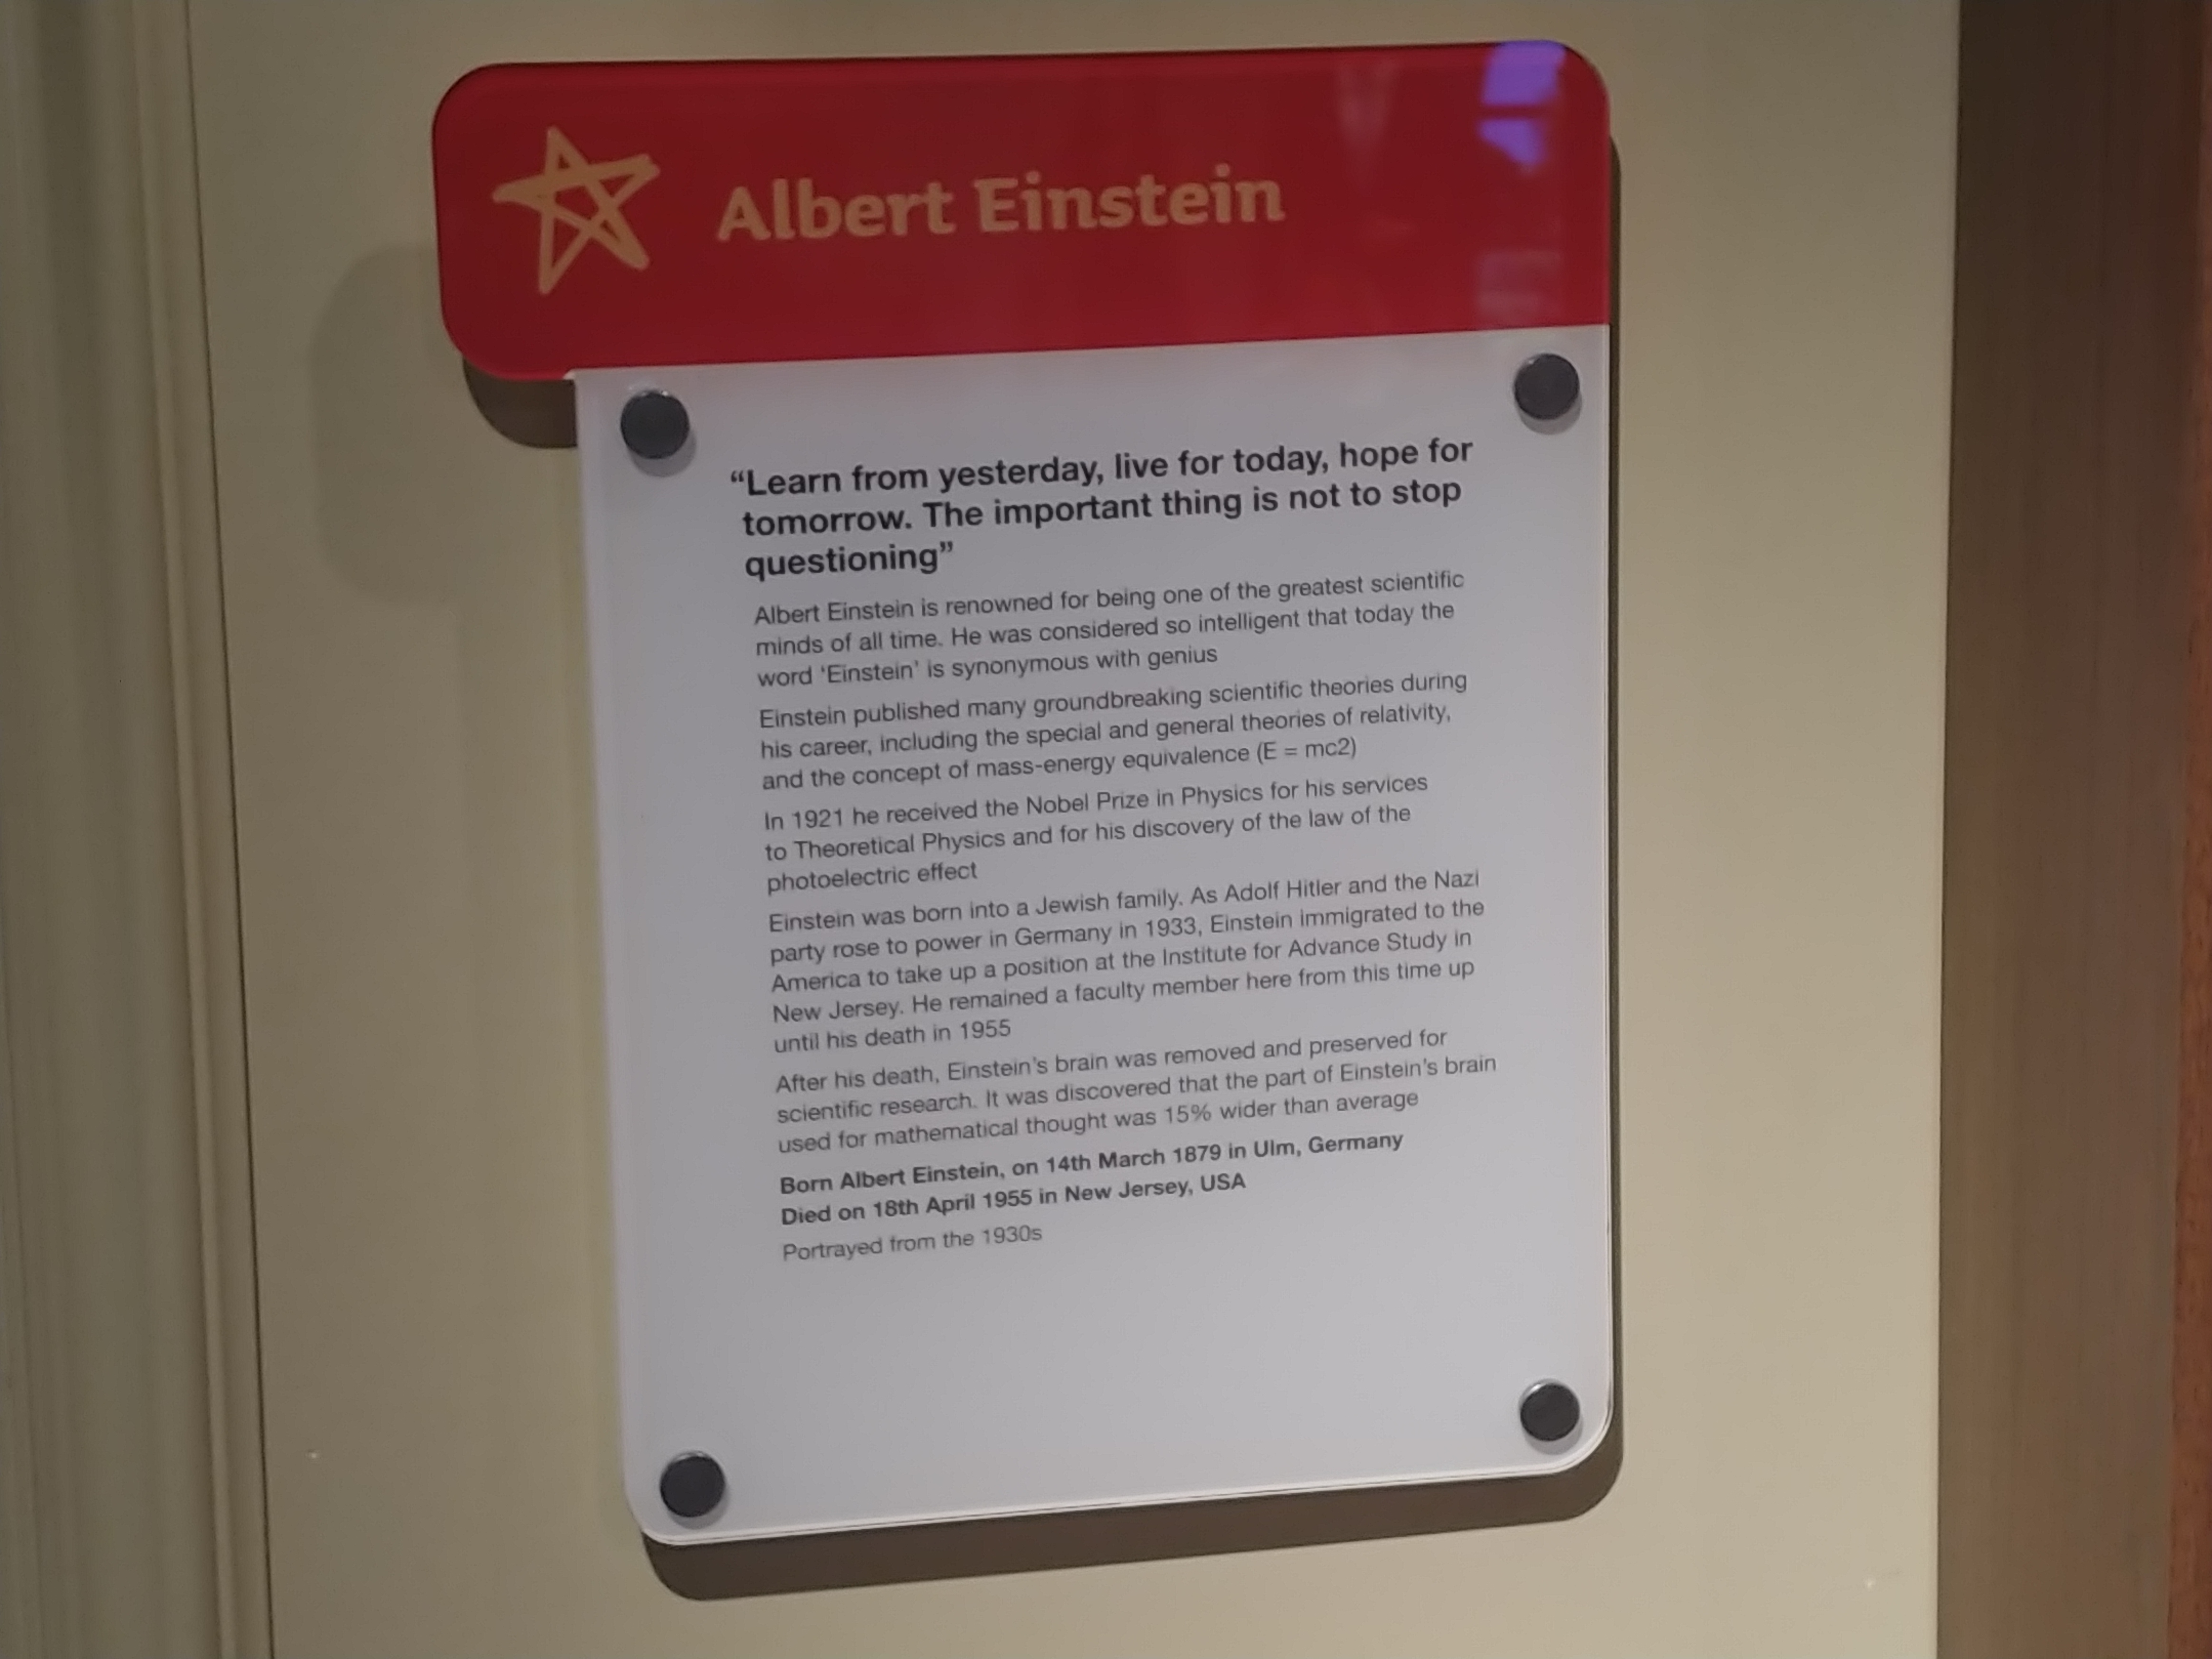 Albert Einstein
“Learn from yesterday, live for today, hope for
tomorrow. The important thing is not to stop
questioning”
Albert Einstein is renowned for being one of the greatest scientific
minds of all time. He was considered so intelligent that today the
word ‘Einstein’ is synonymous with genius
Einstein published many groundbreaking scientific theories during
his career, including the special and general theories of relativity,
and the concept of mass-energy equivalence (E = mc2)
In 1921 he received the Nobel Prize in Physics for his services
to Theoretical Physics and for his discovery of the law of the
photoelectric effect
Einstein was born into a Jewish family. As Adolf Hitler and the Nazi
party rose to power in Germany in 1933, Einstein immigrated to the
America to take up a position at the Institute for Advance Study in
New Jersey. He remained a faculty member here from this time up
until his death in 1955
After his death, Einstein’s brain was removed and preserved for
scientific research. It was discovered that the part of Einstein’s brain
used for mathematical thought was 15% wider than average
Born Albert Einstein, on 14th March 1879 in Ulm, Germany
Died on 18th April 1955 in New Jersey, USA
Portrayed from the 1930s